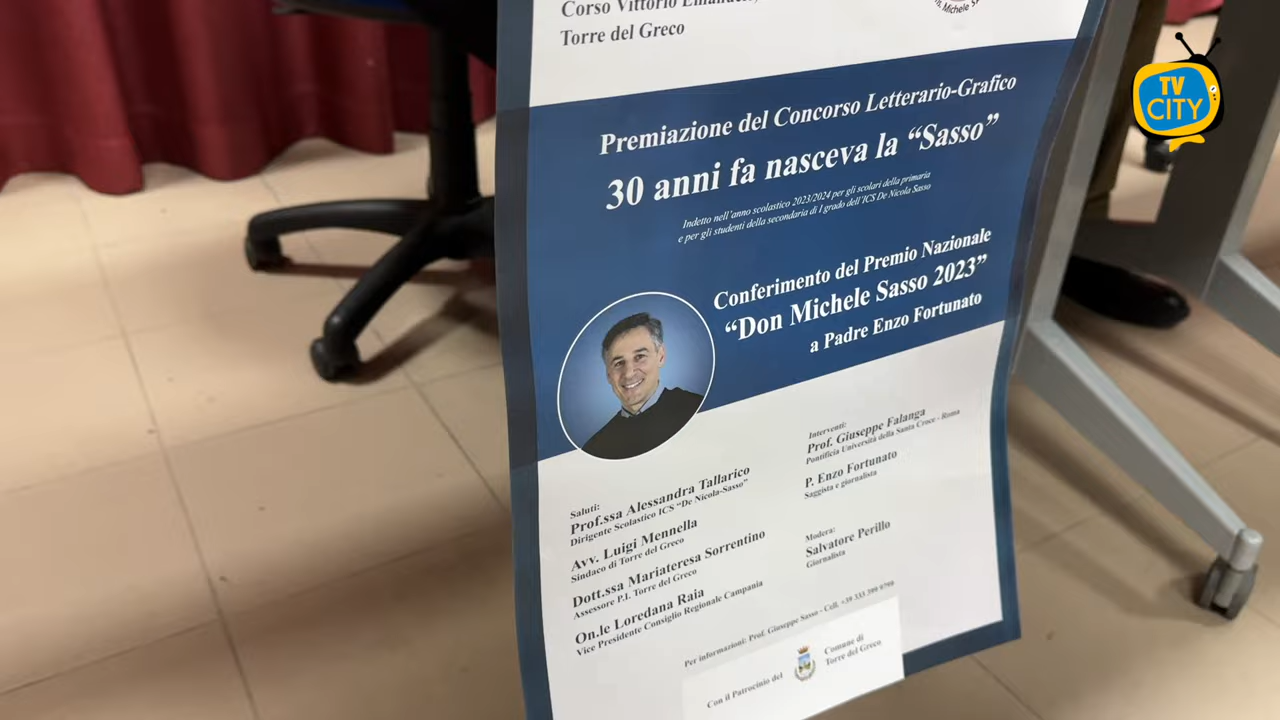 Corso Vittorio Emanuele,
Torre del Greco
Michele
TV
CITY
Premiazione del Concorso Letterario-Grafico
30 anni fa nasceva la “Sasso”
Indetto nell'anno scolastico 2023/2024 per gli scolari della primaria
e per gli studenti della secondaria di I grado dell'ICS De Nicola Sasso
Conferimento del Premio Nazionale
“Don Michele Sasso 2023”
a Padre Enzo Fortunato
Saluti:
Prof.ssa Alessandra Tallarico
Dirigente Scolastico ICS “De Nicola-Sasso”
Avv. Luigi Mennella
Sindaco di Torre del Greco
Dott.ssa Mariateresa Sorrentino
Assessore P.I. Torre del Greco
On.le Loredana Raia
Vice Presidente Consiglio Regionale Campania
Interventi:
Prof. Giuseppe Falanga
Pontificia Università della Santa Croce - Roma
P. Enzo Fortunato
Saggista e giornalista
Modera:
Salvatore Perillo
Giornalista
Per informazioni: Prof. Giuseppe Sasso - Cell. +39 333 599
Con il Patrocinio del
Comune di
Torre del Greco